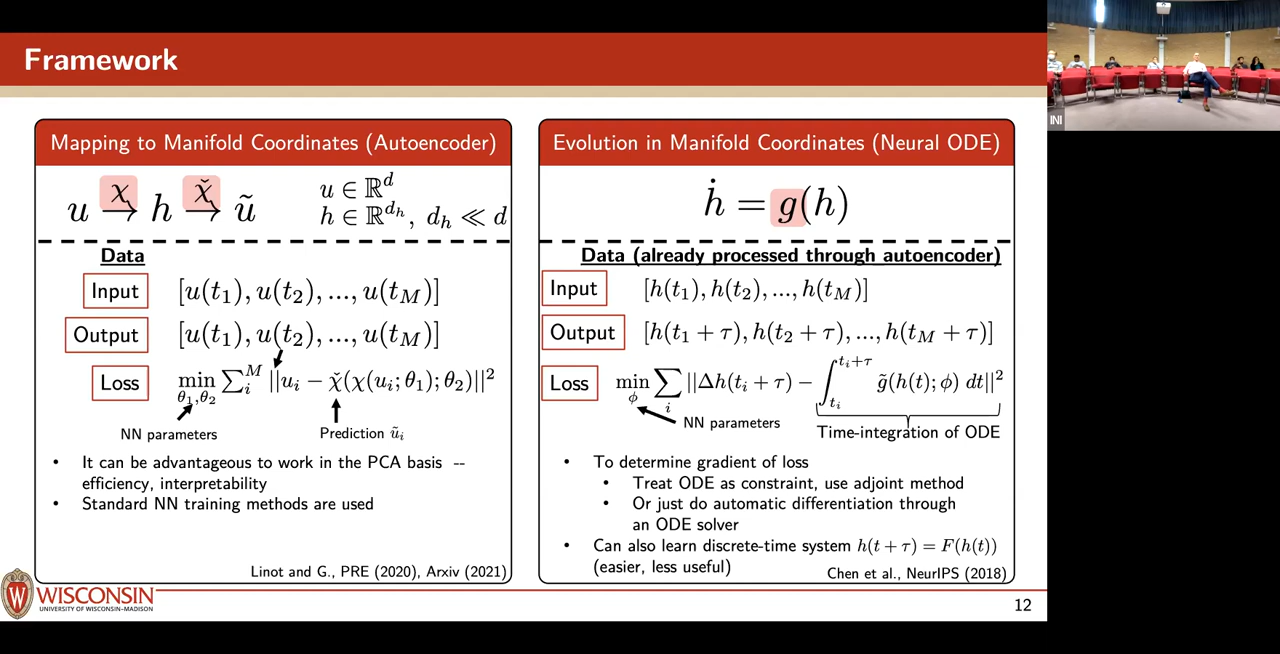 Framework
Mapping to Manifold Coordinates (Autoencoder)
u \xrightarrow{χ} h \xrightarrow{χ̌} ũ
u ∈ ℝ^d
h ∈ ℝ^{d_h}, d_h ≪ d
Data
Input [u(t_1), u(t_2), ..., u(t_M)]
Output [u(t_1), u(t_2), ..., u(t_M)]
Loss min_{θ_1,θ_2} ∑_i^M ||u_i − χ̌(χ(u_i; θ_1); θ_2)||^2
NN parameters
Prediction ũ_i
• It can be advantageous to work in the PCA basis --
efficiency, interpretability
• Standard NN training methods are used
Linot and G., PRE (2020), Arxiv (2021)
Evolution in Manifold Coordinates (Neural ODE)
ḣ = g(h)
Data (already processed through autoencoder)
Input [h(t_1), h(t_2), ..., h(t_M)]
Output [h(t_1 + τ), h(t_2 + τ), ..., h(t_M + τ)]
Loss min_ϕ ∑_i ||Δh(t_i + τ) − ∫_{t_i}^{t_i+τ} g̃(h(t); ϕ) dt||^2
NN parameters
Time-integration of ODE
• To determine gradient of loss
• Treat ODE as constraint, use adjoint method
• Or just do automatic differentiation through
an ODE solver
• Can also learn discrete-time system h(t + τ) = F(h(t))
(easier, less useful)
Chen et al., NeurIPS (2018)
W
WISCONSIN
UNIVERSITY OF WISCONSIN–MADISON
12
INI